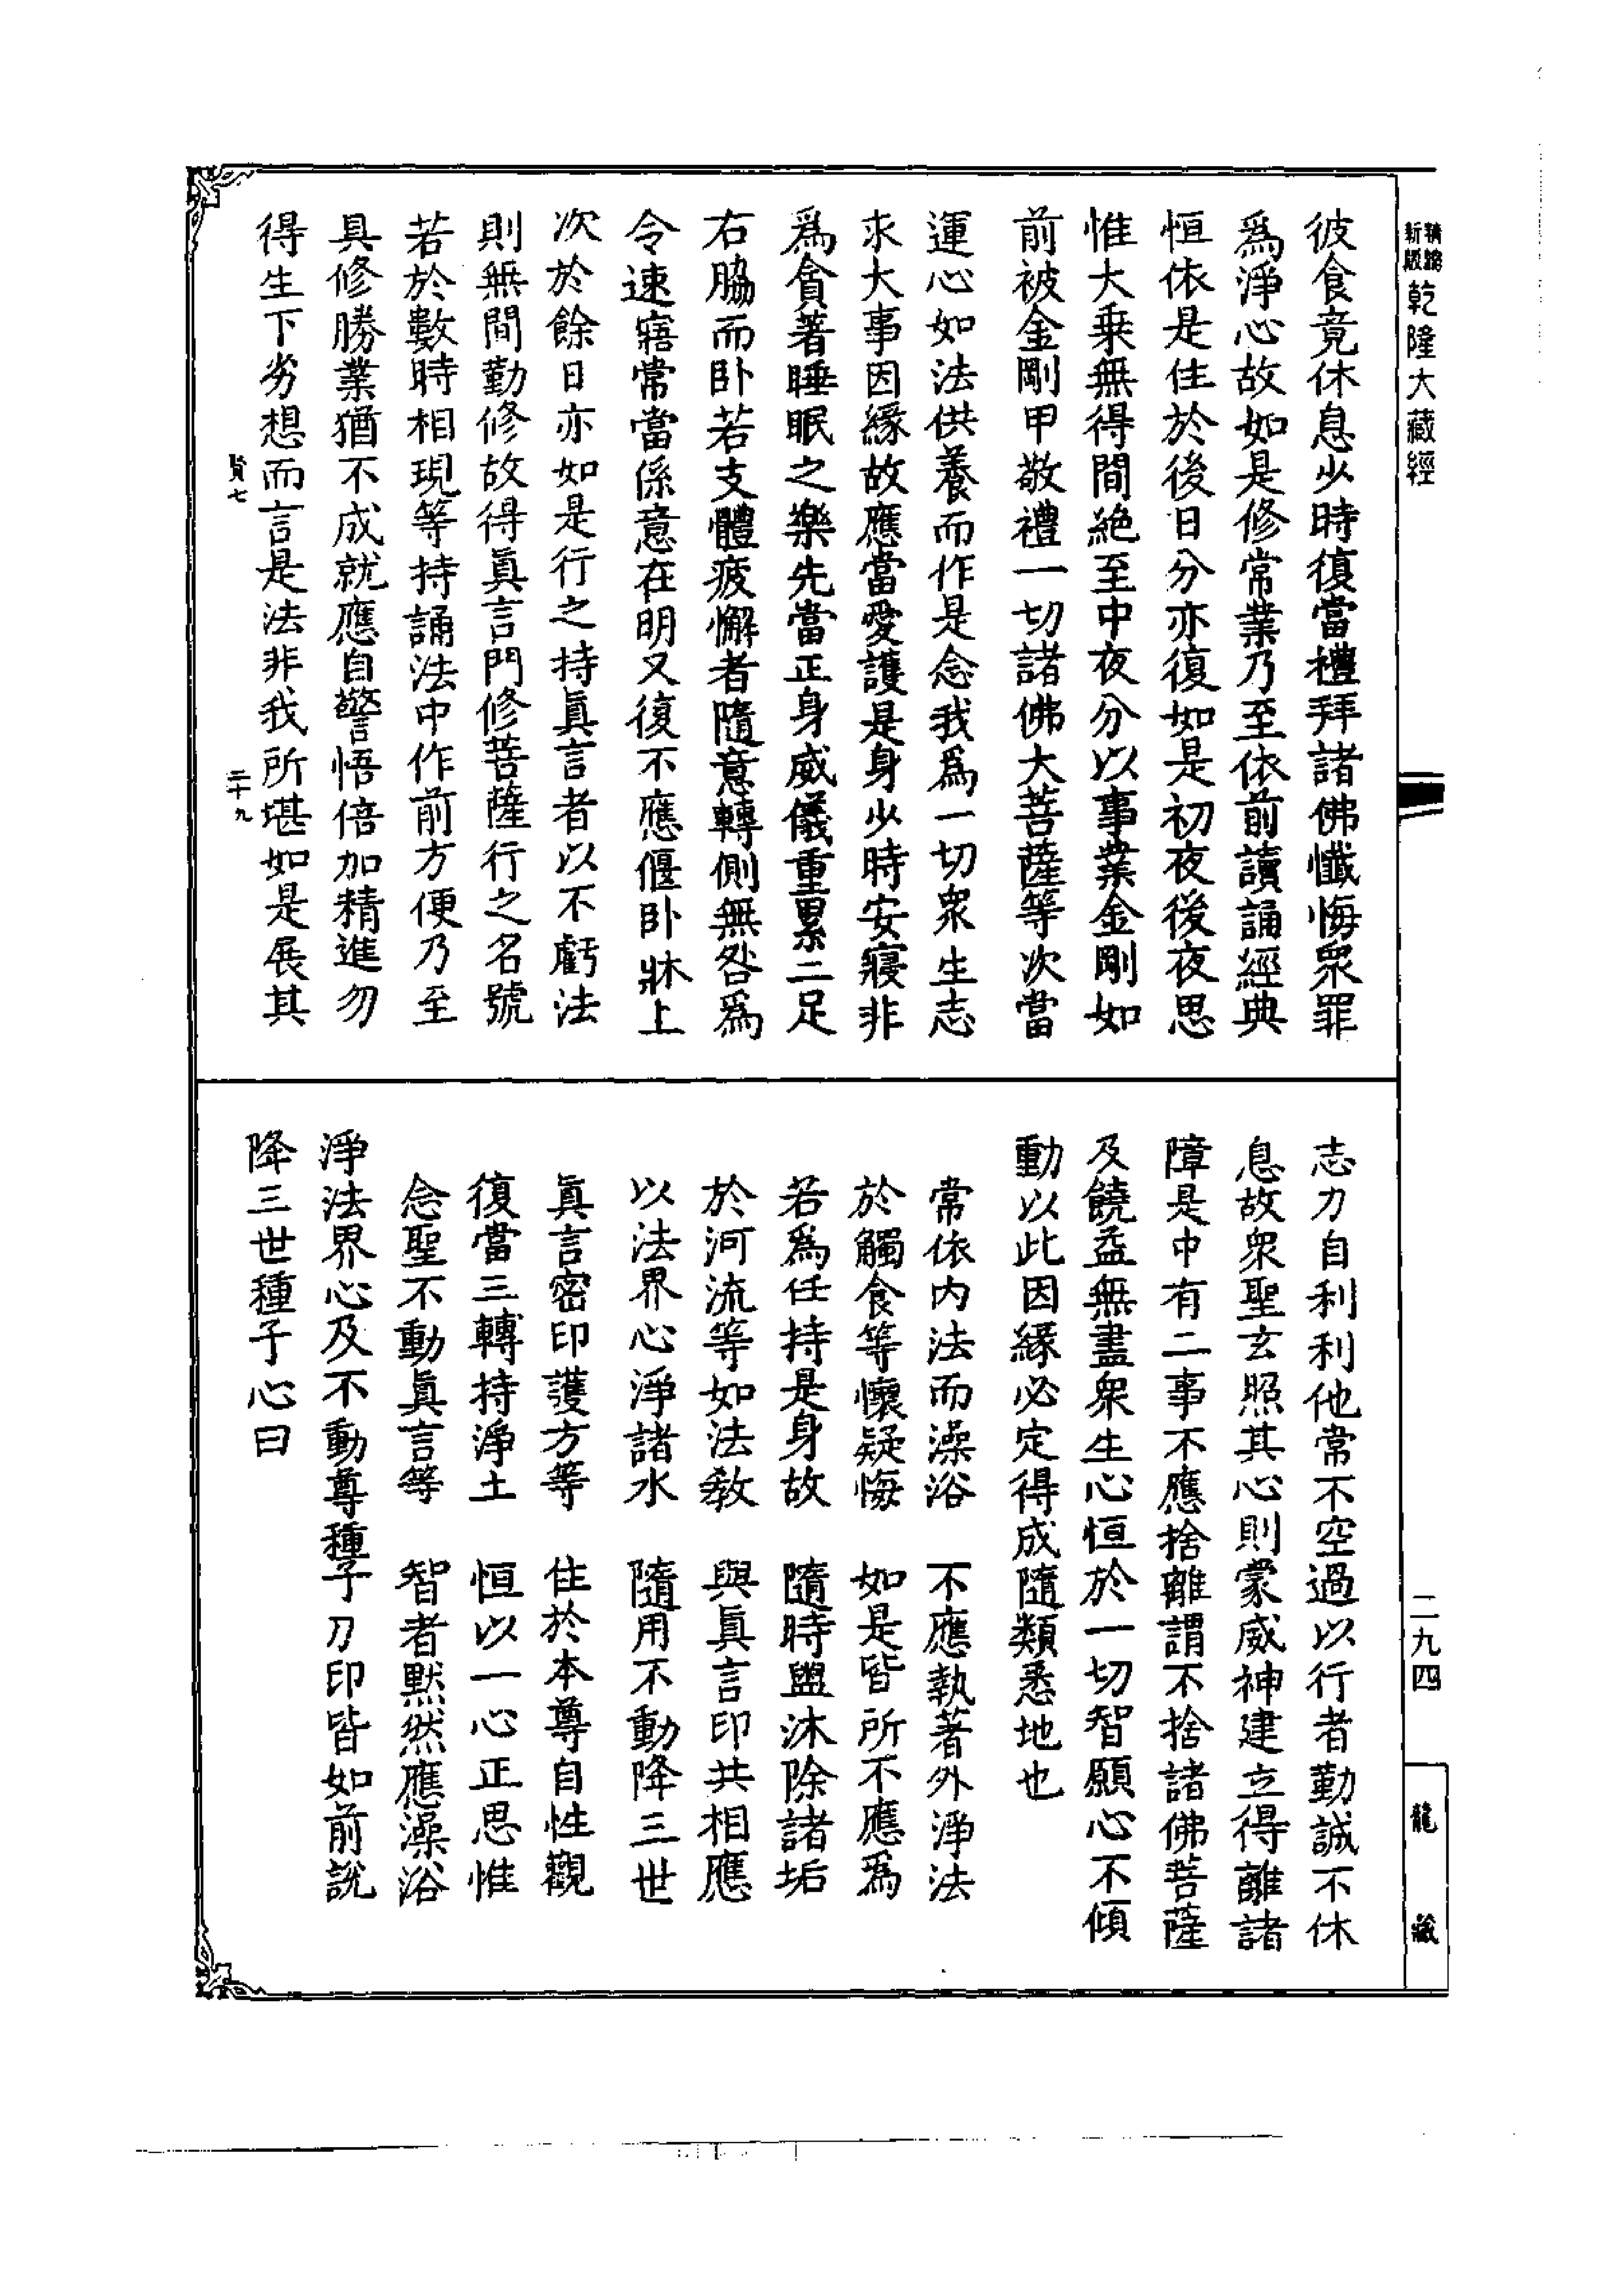 新版
精鐫
乾隆大藏經
彼食竟休息少時復當禮拜諸佛懺悔衆罪
爲淨心故如是修常業乃至依前讀誦經典
恒依是住於後日分亦復如是初夜後夜思
惟大乗無得間絶至中夜分以事業金剛如
前被金剛甲敬禮一切諸佛大菩薩等次當
運心如法供養而作是念我爲一切衆生志
求大事因緣故應當愛護是身少時安寢非
爲貪著睡眠之樂先當正身威儀重累二足
右脇而卧若支體疲懈者隨意轉側無咎爲
令速寤常當係意在明又復不應偃卧牀上
次於餘日亦如是行之持眞言者以不虧法
則無間勤修故得眞言門修菩薩行之名號
若於數時相現等持誦法中作前方便乃至
具修勝業猶不成就應自警悟倍加精進勿
得生下劣想而言是法非我所堪如是展其
賢七
二十九
志力自利利他常不空過以行者勤誠不休
息故衆聖玄照其心則蒙威神建立得離諸
障是中有二事不應捨離謂不捨諸佛菩薩
及饒益無盡衆生心恒於一切智願心不傾
動以此因緣必定得成隨類悉地也
常依内法而澡浴　不應執著外淨法
於觸食等懷疑悔　如是皆所不應爲
若爲任持是身故　隨時盥沐除諸垢
於河流等如法敎　與眞言印共相應
以法界心淨諸水　隨用不動降三世
眞言密印護方等　住於本尊自性觀
復當三轉持淨土　恒以一心正思惟
念聖不動眞言等　智者默然應澡浴
淨法界心及不動尊種子刀印皆如前說
降三世種子心曰
二九四
龍藏